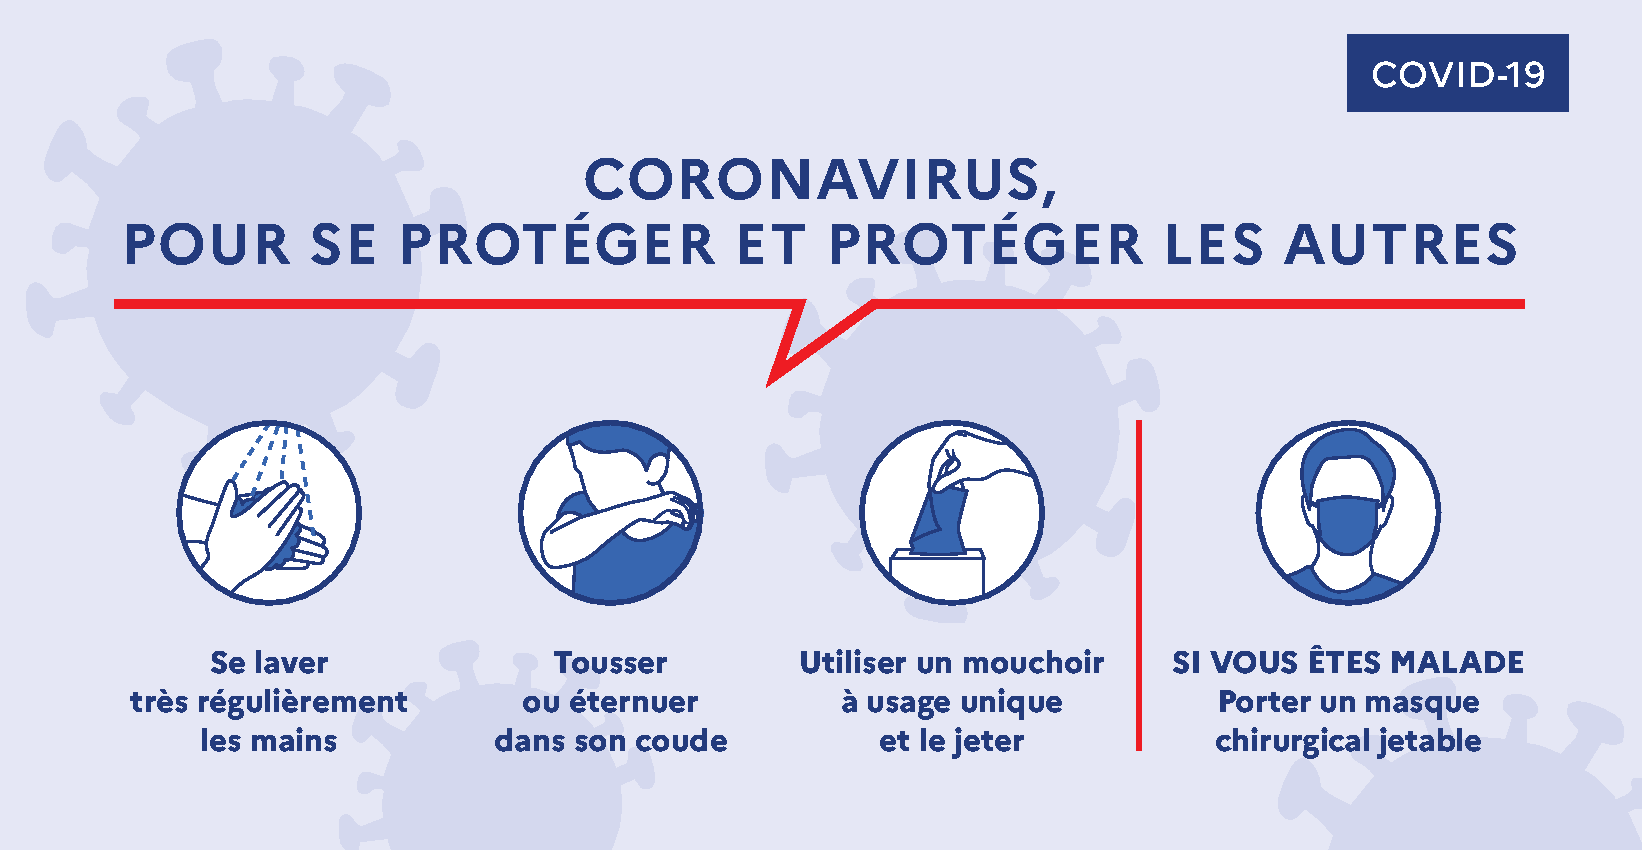 COVID-19
CORONAVIRUS,
POUR SE PROTÉGER ET PROTÉGER LES AUTRES
Se laver
très régulièrement
les mains
Tousser
ou éternuer
dans son coude
Utiliser un mouchoir
à usage unique
et le jeter
SI VOUS ÊTES MALADE
Porter un masque
chirurgical jetable